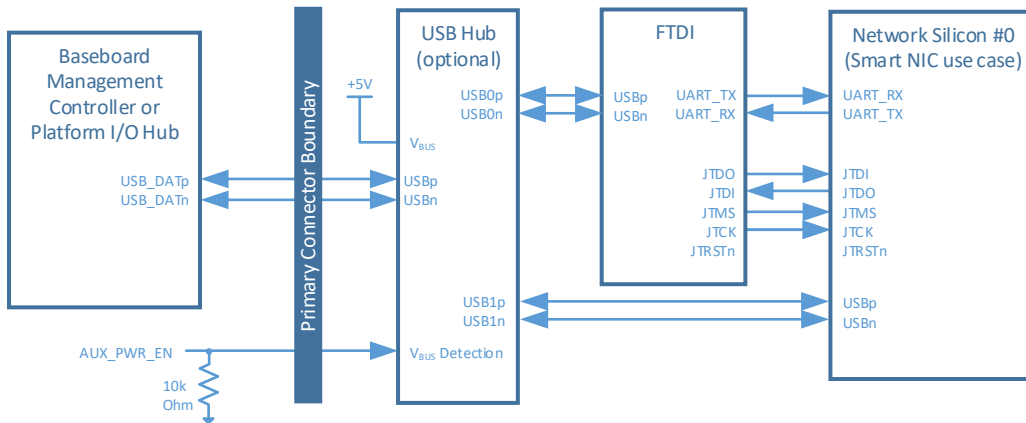 Baseboard
Management
Controller or
Platform I/O Hub
USB_DATp
USB_DATn
AUX_PWR_EN
10k
Ohm
Primary Connector Boundary
+5V
USB Hub
(optional)
USB0p
USB0n
VBUS
USBp
USBn
USB1p
USB1n
VBUS Detection
FTDI
USBp
USBn
UART_TX
UART_RX
JTDO
JTDI
JTMS
JTCK
JTRSTn
Network Silicon #0
(Smart NIC use case)
UART_RX
UART_TX
JTDI
JTDO
JTMS
JTCK
JTRSTn
USBp
USBn